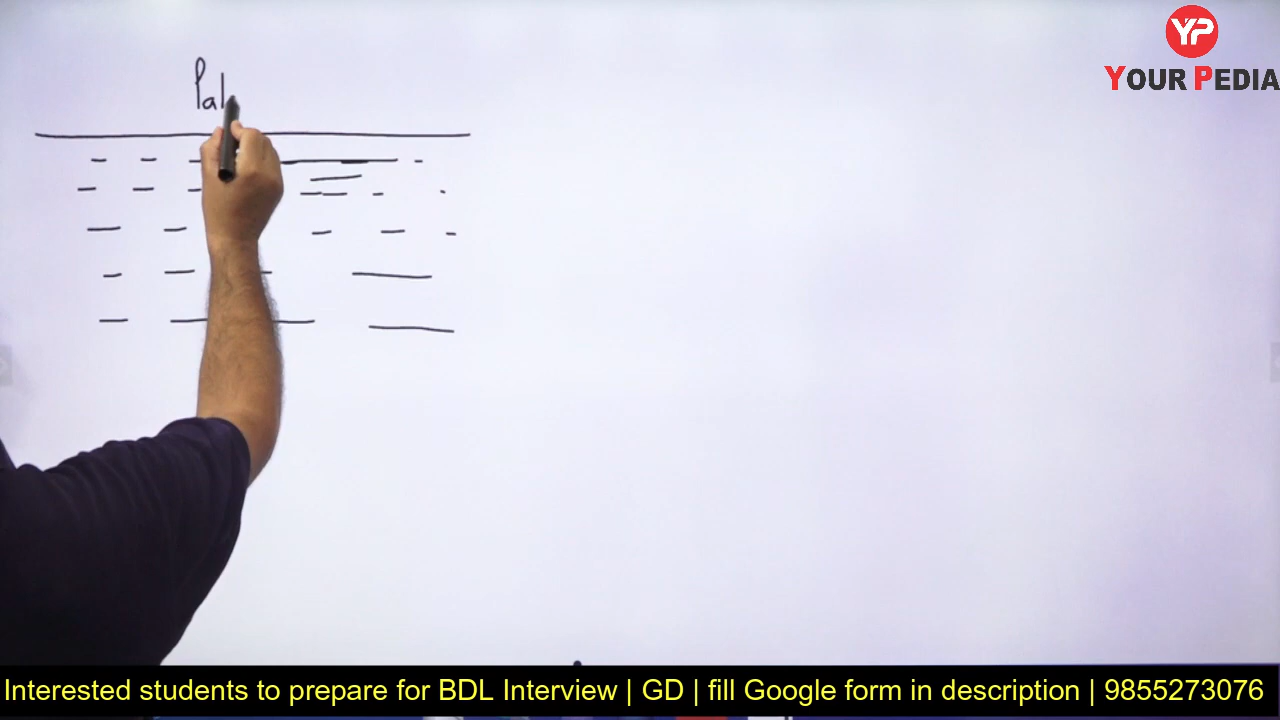 YP
YOUR PEDIA
Pal
Interested students to prepare for BDL Interview | GD | fill Google form in description | 9855273076